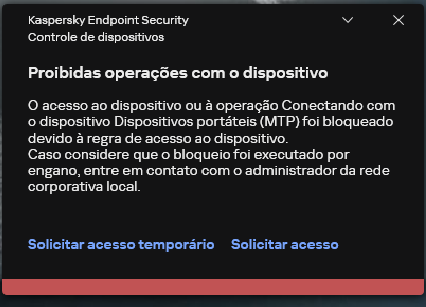 Kaspersky Endpoint Security
Controle de dispositivos
Proibidas operações com o dispositivo
O acesso ao dispositivo ou à operação Conectando com
o dispositivo Dispositivos portáteis (MTP) foi bloqueado
devido à regra de acesso ao dispositivo.
Caso considere que o bloqueio foi executado por
engano, entre em contato com o administrador da rede
corporativa local.
Solicitar acesso temporário Solicitar acesso